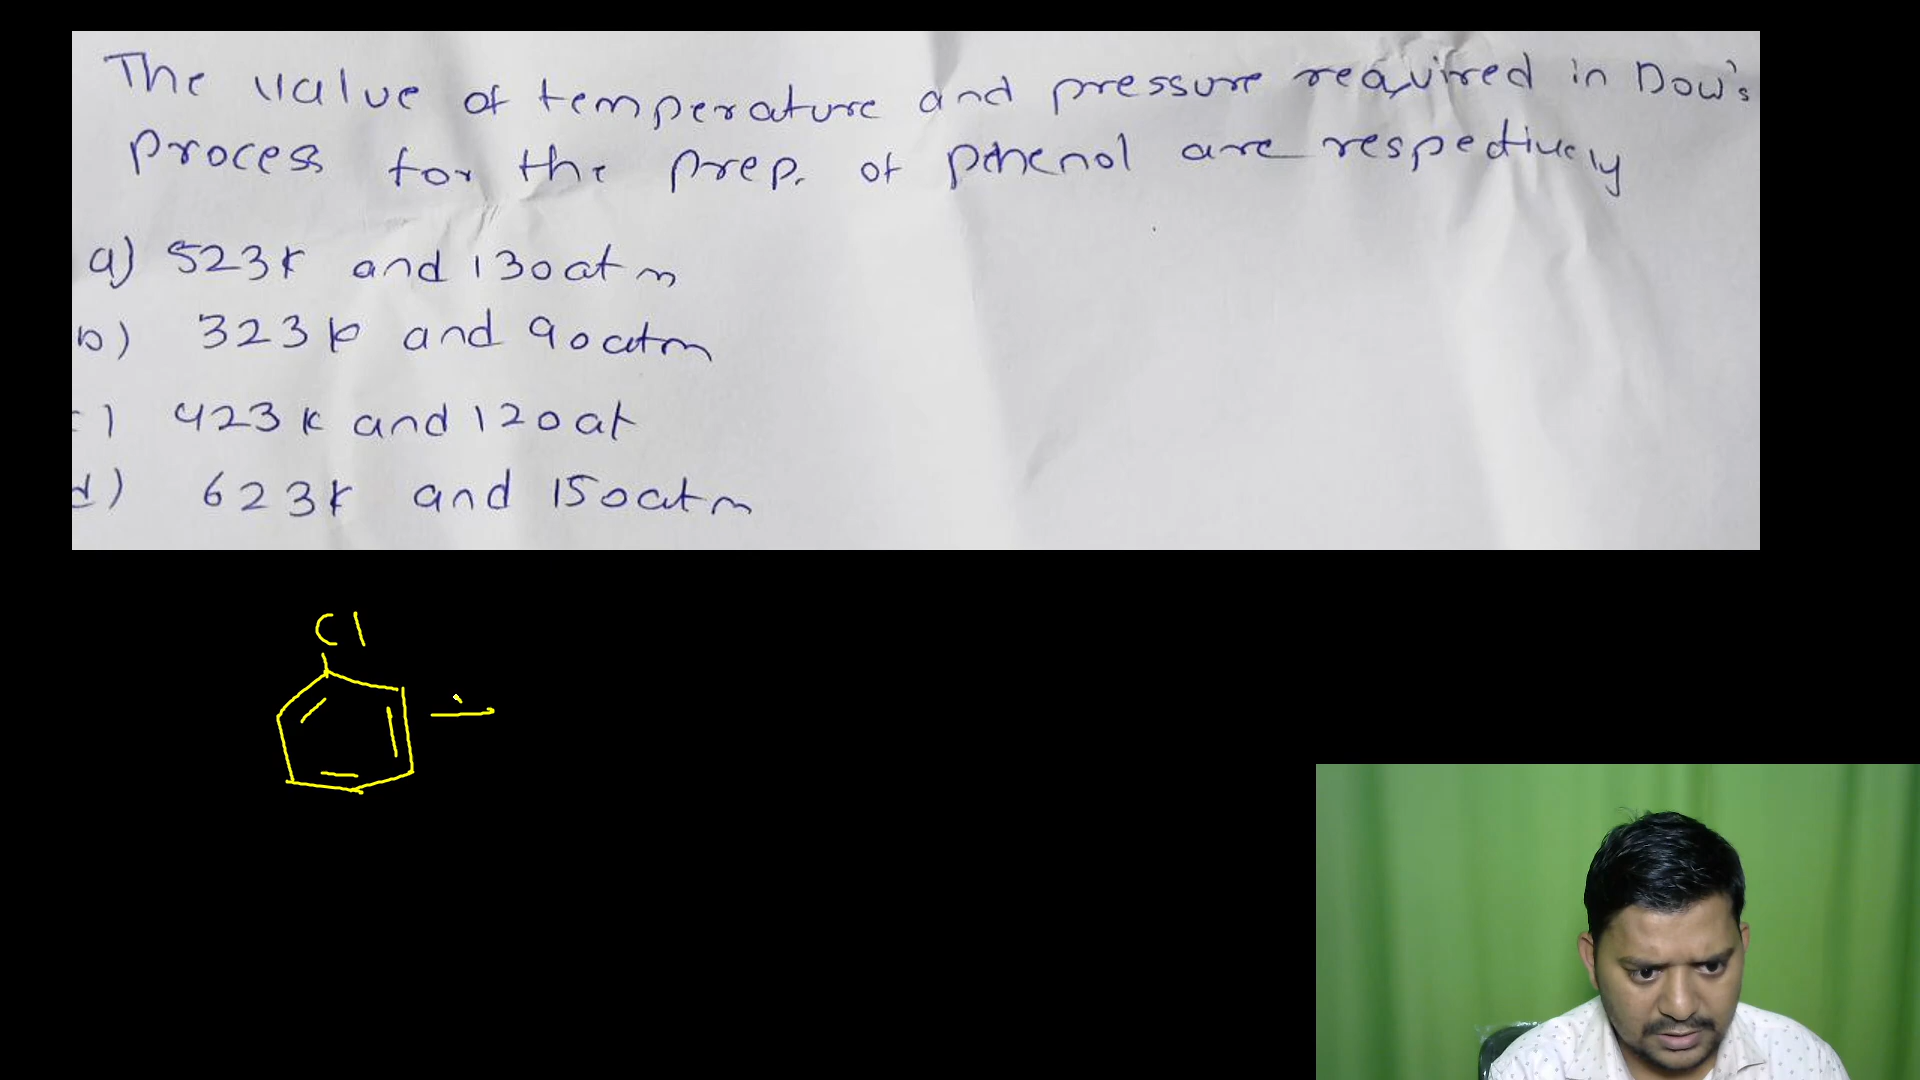 The value of temperature and pressure required in Dow's
process for the prep. of phenol are respectively
a) 523K and 130atm
b) 323K and 90atm
c) 423K and 120at
d) 623K and 150atm
Cl